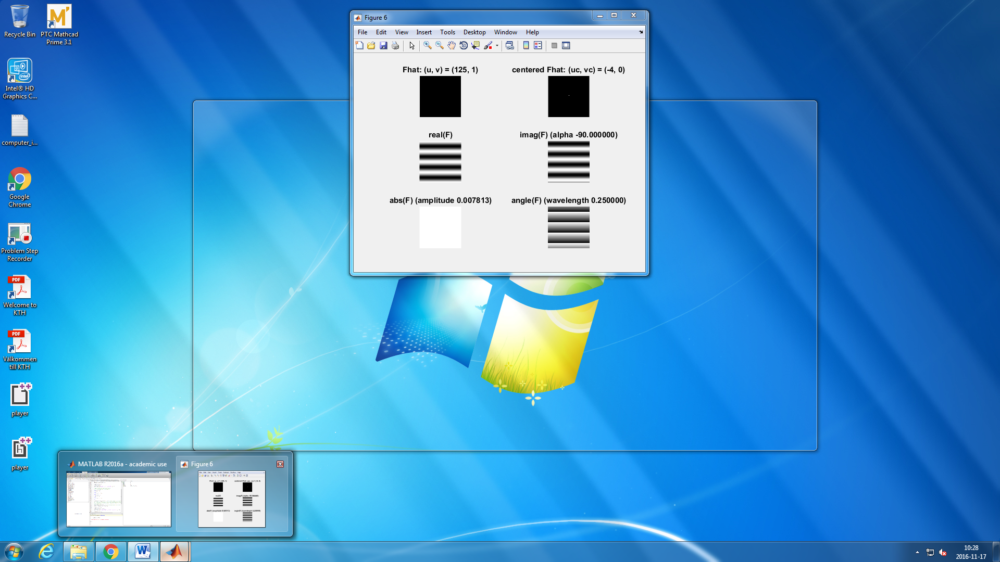 Recycle Bin
PTC Mathcad
Prime 3.1
Intel® HD
Graphics C...
computer_i...
Google
Chrome
Problem Step
Recorder
PDF
Welcome to
KTH
PDF
Välkommen
till KTH
player
player
Figure 6
File Edit View Insert Tools Desktop Window Help
Fhat: (u, v) = (125, 1)
centered Fhat: (uc, vc) = (-4, 0)
real(F)
imag(F) (alpha -90.000000)
abs(F) (amplitude 0.007813)
angle(F) (wavelength 0.250000)
MATLAB R2016a - academic use
Figure 6
10:28
2016-11-17